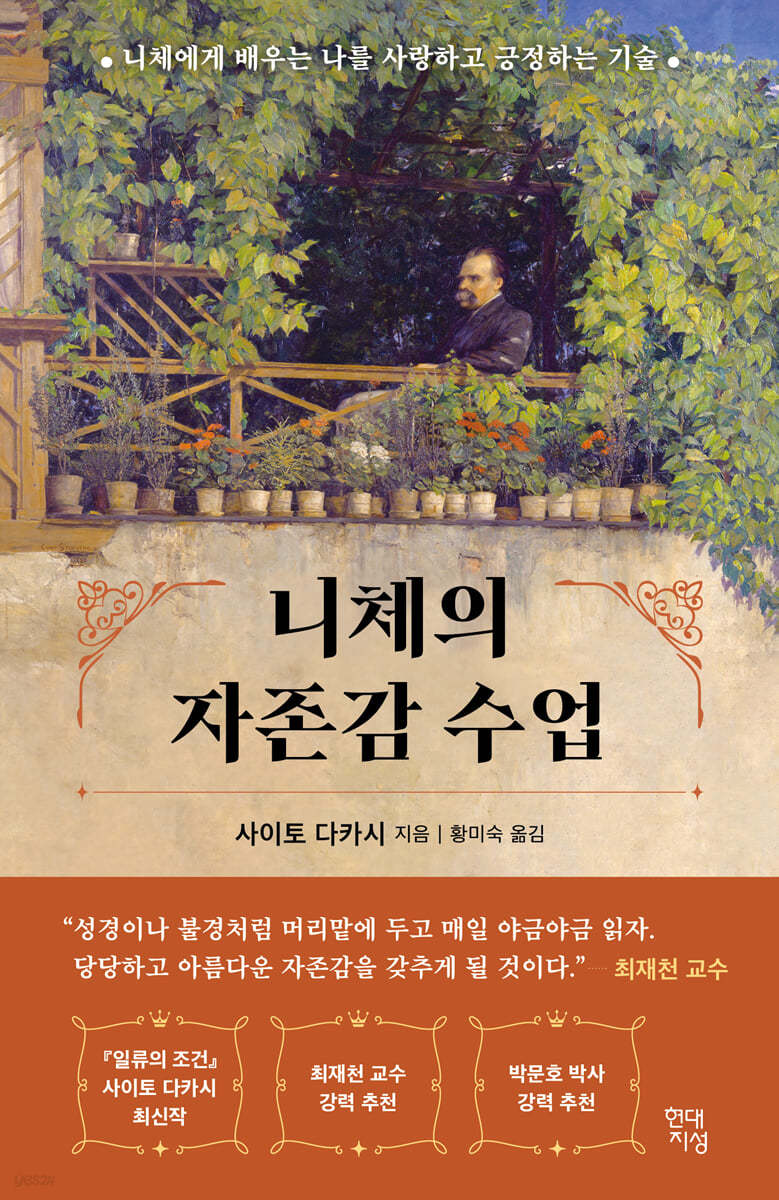 • 니체에게 배우는 나를 사랑하고 긍정하는 기술 •
니체의
자존감 수업
사이토 다카시 지음 | 황미숙 옮김
“성경이나 불경처럼 머리맡에 두고 매일 야금야금 읽자.
당당하고 아름다운 자존감을 갖추게 될 것이다.” ····· 최재천 교수
『일류의 조건』
사이토 다카시
최신작
최재천 교수
강력 추천
박문호 박사
강력 추천
현대
지성
yes24